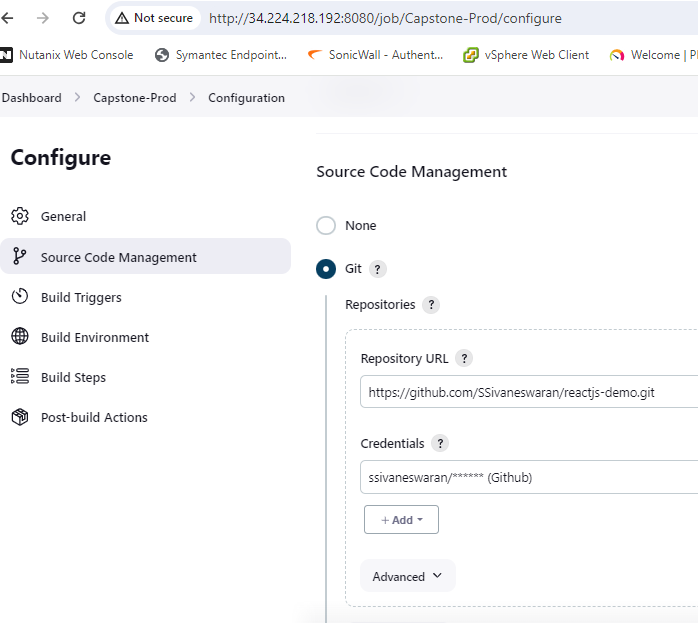 Not secure http://34.224.218.192:8080/job/Capstone-Prod/configure
N Nutanix Web Console Symantec Endpoint... SonicWall - Authent... vSphere Web Client Welcome |
Dashboard > Capstone-Prod > Configuration
Configure
Source Code Management
General
None
Source Code Management
Git ?
Build Triggers
Repositories ?
Build Environment
Repository URL ?
Build Steps
https://github.com/SSivaneswaran/reactjs-demo.git
Post-build Actions
Credentials ?
ssivaneswaran/****** (Github)
+ Add
Advanced